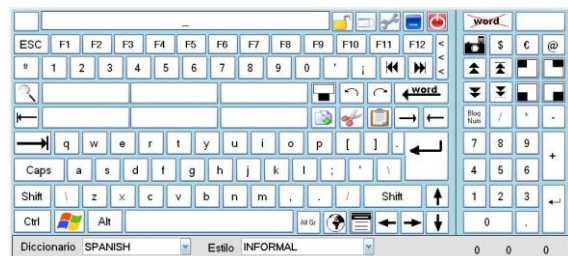 _ word
ESC F1 F2 F3 F4 F5 F6 F7 F8 F9 F10 F11 F12 < $ € @
º 1 2 3 4 5 6 7 8 9 0 ' ¡ <
<
word
Bloq Num / * -
q w e r t y u i o p [ ] . 7 8 9 +
Caps a s d f g h j k l ; ' \ 4 5 6
Shift \ z x c v b n m , . / Shift 1 2 3
Ctrl Alt Alt Gr 0 .
Diccionario SPANISH Estilo INFORMAL 0 0 0